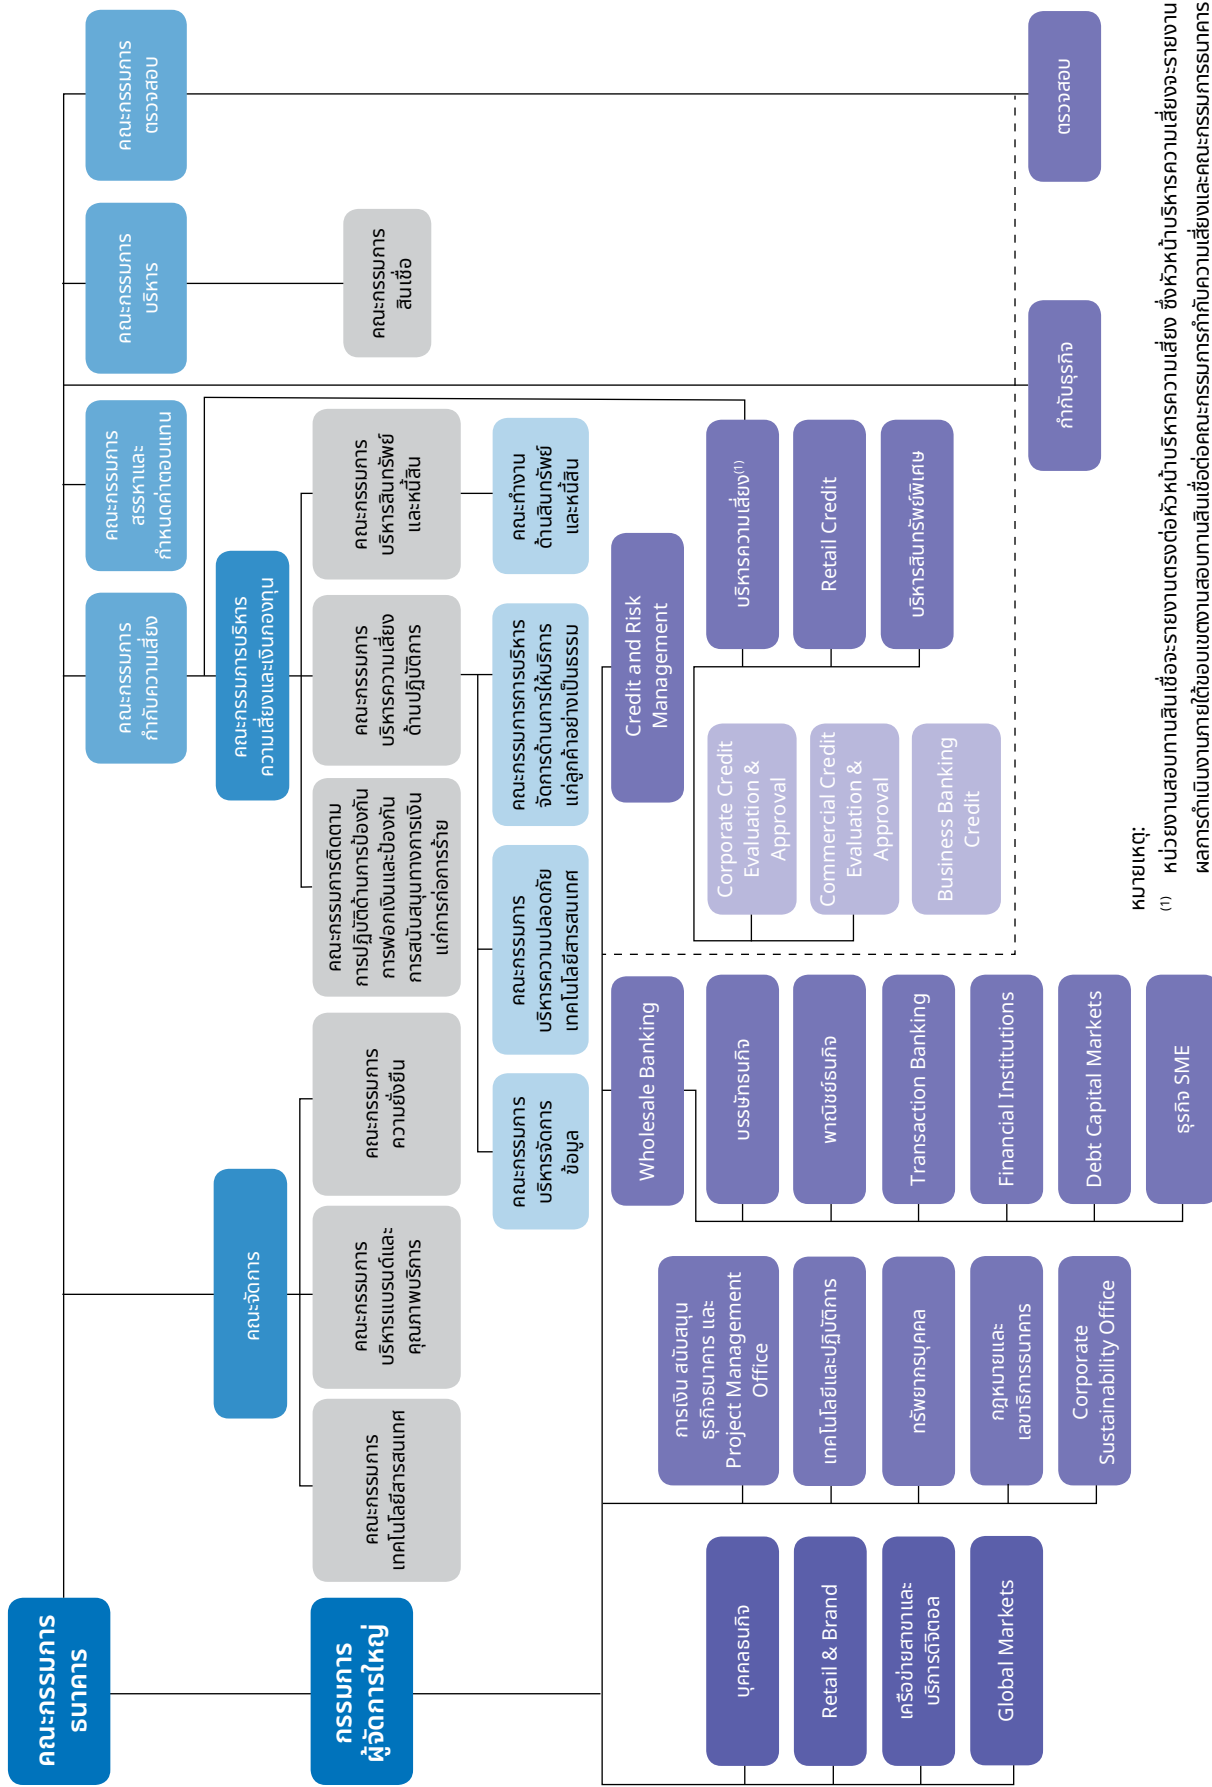 คณะกรรมการ
ธนาคาร
คณะกรรมการ
กำกับความเสี่ยง
คณะกรรมการ
สรรหาและ
กำหนดค่าตอบแทน
คณะกรรมการ
บริหาร
คณะกรรมการ
ตรวจสอบ
คณะจัดการ
คณะกรรมการบริหาร
ความเสี่ยงและเงินกองทุน
กรรมการ
ผู้จัดการใหญ่
คณะกรรมการ
เทคโนโลยีสารสนเทศ
คณะกรรมการ
บริหารแบรนด์และ
คุณภาพบริการ
คณะกรรมการ
ความยั่งยืน
คณะกรรมการติดตาม
การปฏิบัติด้านการป้องกัน
การฟอกเงินและป้องกัน
การสนับสนุนทางการเงิน
แก่การก่อการร้าย
คณะกรรมการ
บริหารความเสี่ยง
ด้านปฏิบัติการ
คณะกรรมการ
บริหารสินทรัพย์
และหนี้สิน
คณะกรรมการ
สินเชื่อ
คณะกรรมการ
บริหารจัดการ
ข้อมูล
คณะกรรมการ
บริหารความปลอดภัย
เทคโนโลยีสารสนเทศ
คณะกรรมการการบริหาร
จัดการด้านการให้บริการ
แก่ลูกค้าอย่างเป็นธรรม
คณะทำงาน
ด้านสินทรัพย์
และหนี้สิน
บุคคลธนกิจ
Retail & Brand
เครือข่ายสาขาและ
บริการดิจิตอล
Global Markets
การเงิน สนับสนุน
ธุรกิจธนาคาร และ
Project Management
Office
เทคโนโลยีและปฏิบัติการ
ทรัพยากรบุคคล
กฎหมายและ
เลขาธิการธนาคาร
Corporate
Sustainability Office
Wholesale Banking
บรรษัทธนกิจ
พาณิชย์ธนกิจ
Transaction Banking
Financial Institutions
Debt Capital Markets
ธุรกิจ SME
Credit and Risk
Management
Corporate Credit
Evaluation &
Approval
Commercial Credit
Evaluation &
Approval
Business Banking
Credit
บริหารความเสี่ยง(1)
Retail Credit
บริหารสินทรัพย์พิเศษ
กำกับธุรกิจ
ตรวจสอบ
หมายเหตุ:
(1) หน่วยงานสอบทานสินเชื่อจะรายงานตรงต่อหัวหน้าบริหารความเสี่ยง ซึ่งหัวหน้าบริหารความเสี่ยงจะรายงาน
ผลการดำเนินงานภายใต้ขอบเขตงานสอบทานสินเชื่อต่อคณะกรรมการกำกับความเสี่ยงและคณะกรรมการธนาคาร